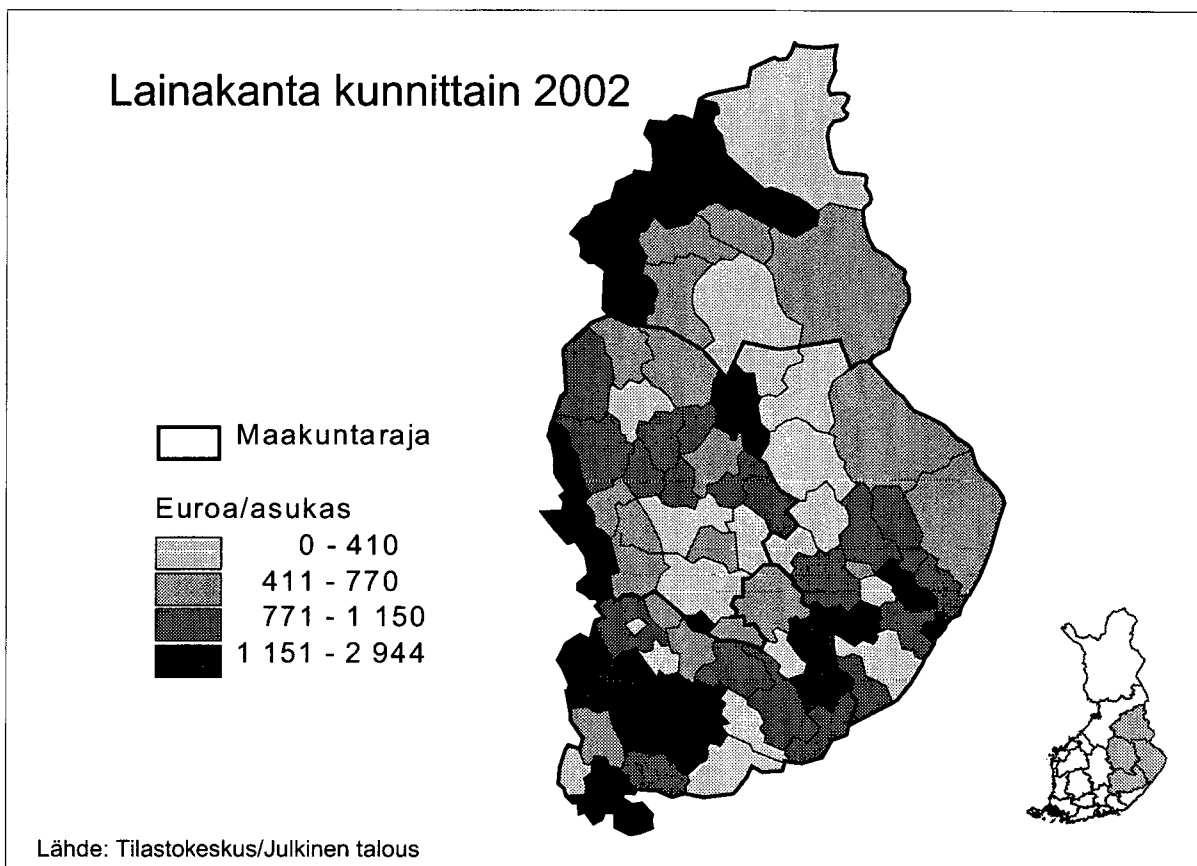 Lainakanta kunnittain 2002
Maakuntaraja
Euroa/asukas
0 - 410
411 - 770
771 - 1 150
1 151 - 2 944
Lähde: Tilastokeskus/Julkinen talous